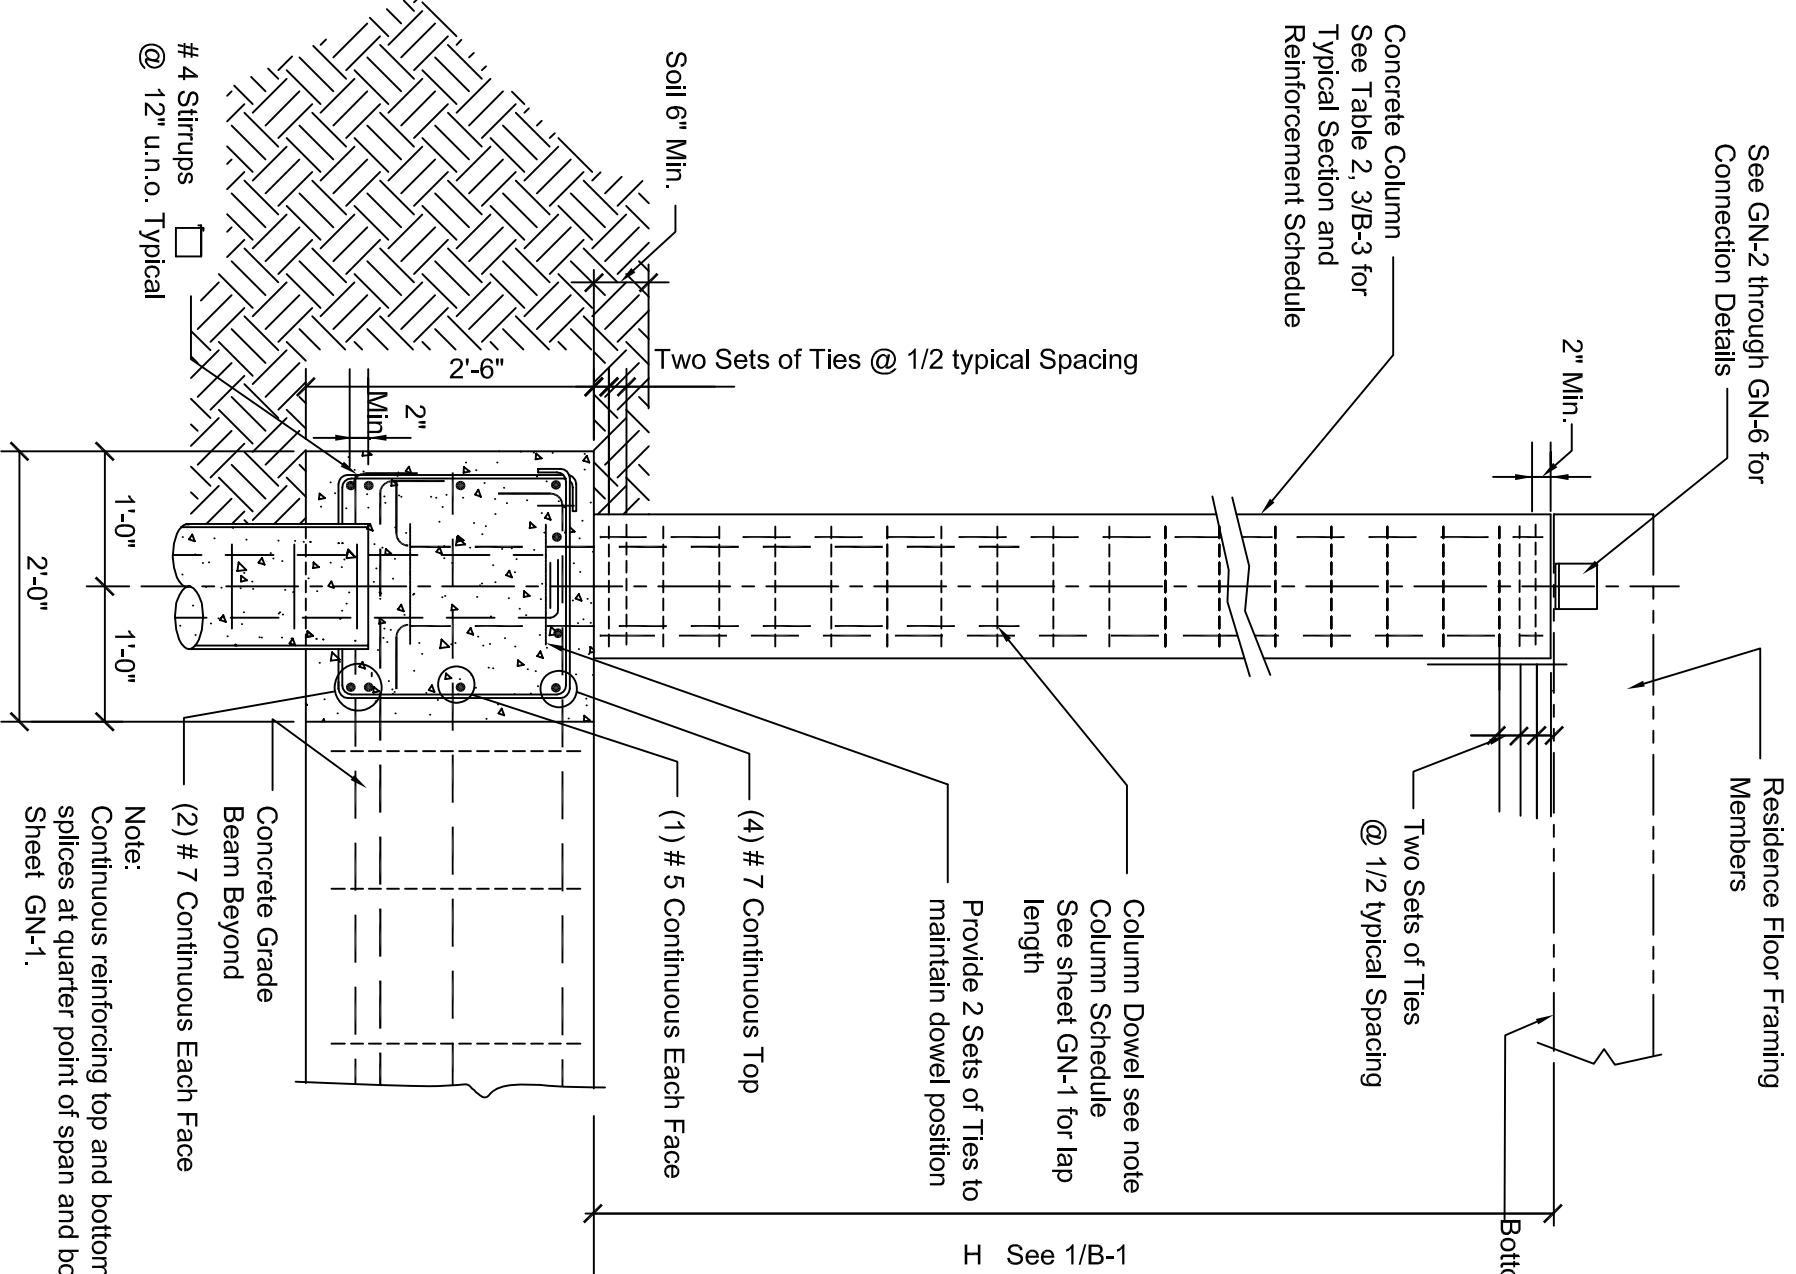 See GN-2 through GN-6 for
Connection Details
Concrete Column
See Table 2, 3/B-3 for
Typical Section and
Reinforcement Schedule
2" Min.
Residence Floor Framing
Members
Two Sets of Ties
@ 1/2 typical Spacing
Botto
H See 1/B-1
Soil 6" Min.
Two Sets of Ties @ 1/2 typical Spacing
Column Dowel see note
Column Schedule
See sheet GN-1 for lap
length
Provide 2 Sets of Ties to
maintain dowel position
(4) # 7 Continuous Top
(1) # 5 Continuous Each Face
2'-6"
2"
Min
# 4 Stirrups
@ 12" u.n.o. Typical
Concrete Grade
Beam Beyond
(2) # 7 Continuous Each Face
1'-0"
1'-0"
2'-0"
Note:
Continuous reinforcing top and bottom
splices at quarter point of span and bo
Sheet GN-1.